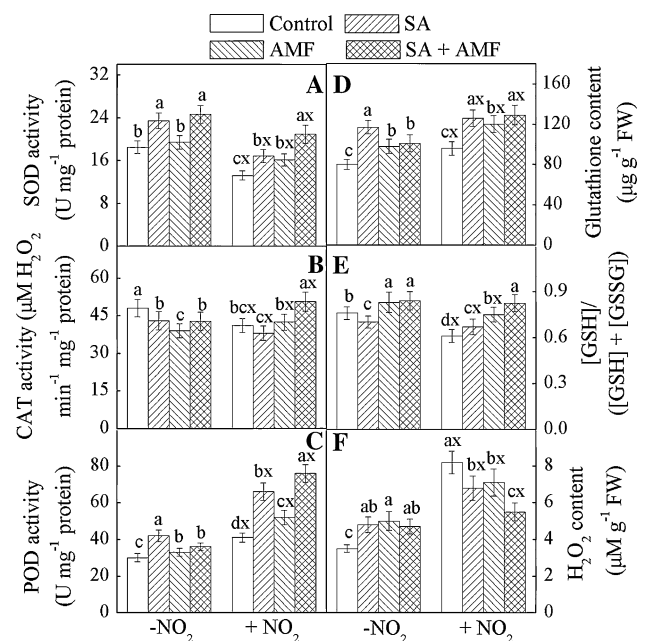 Control SA
AMF SA + AMF
A
SOD activity
(U mg⁻¹ protein)
32
24
16
8
0
b a b a
cx bx bx ax
D
160
120
80
40
0
Glutathione content
(µg g⁻¹ FW)
c a b b
cx ax bx ax
B
CAT activity (µM H₂O₂
min⁻¹ mg⁻¹ protein)
60
45
30
15
0
a b c b
bcx cx bx ax
E
0.9
0.6
0.3
0.0
[GSH]/
([GSH] + [GSSG])
b c a a
dx cx bx a
C
POD activity
(U mg⁻¹ protein)
80
60
40
20
0
c a b b
dx bx cx ax
F
8
6
4
2
0
H₂O₂ content
(µM g⁻¹ FW)
c ab a ab
ax bx bx cx
-NO₂ + NO₂ -NO₂ + NO₂